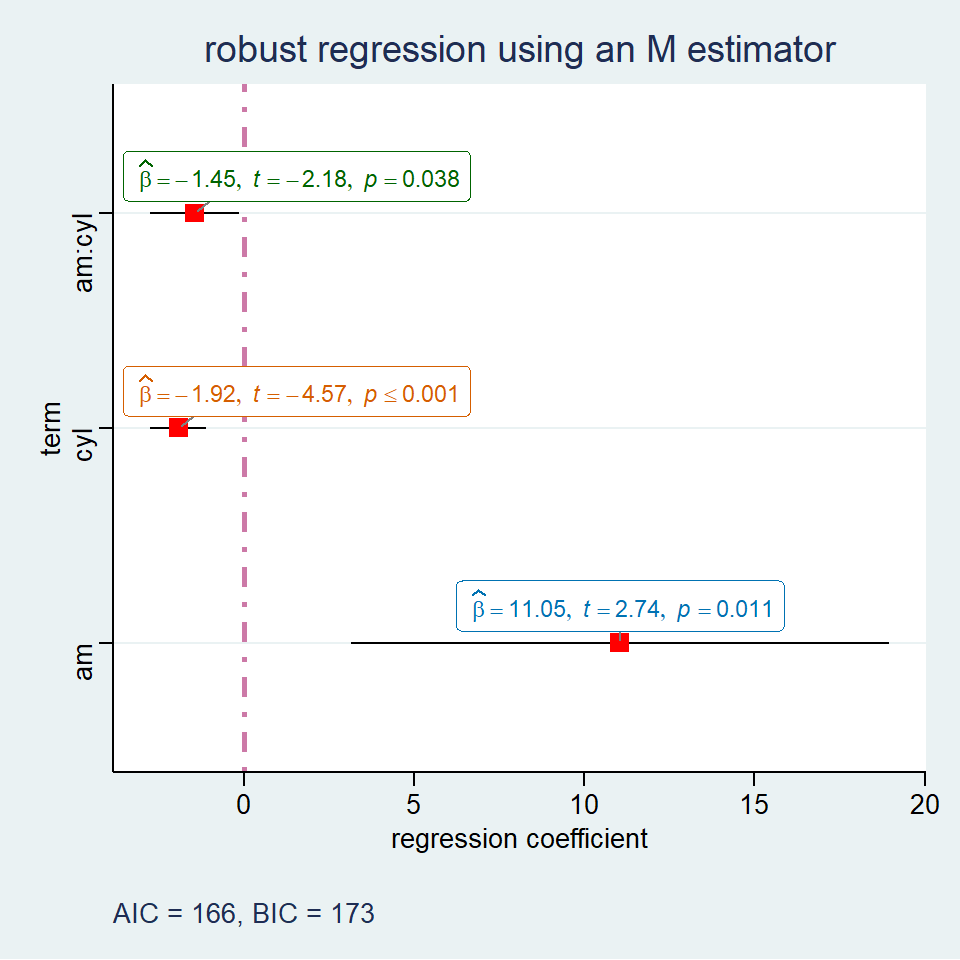 robust regression using an M estimator
β̂ = −1.45, t = −2.18, p = 0.038
am:cyl
β̂ = −1.92, t = −4.57, p ≤ 0.001
cyl
term
β̂ = 11.05, t = 2.74, p = 0.011
am
0 5 10 15 20
regression coefficient
AIC = 166, BIC = 173